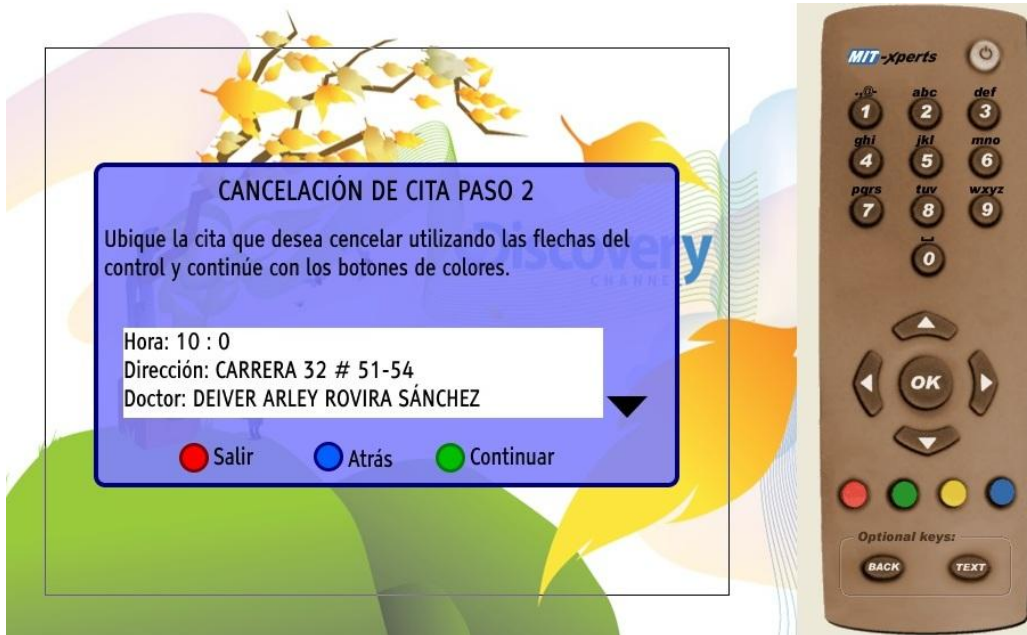 CANCELACIÓN DE CITA PASO 2
Ubique la cita que desea cencelar utilizando las flechas del
control y continúe con los botones de colores.
Discovery
CHANNEL
Hora: 10 : 0
Dirección: CARRERA 32 # 51-54
Doctor: DEIVER ARLEY ROVIRA SÁNCHEZ
Salir Atrás Continuar
MIT-xperts
.,@- abc def
1 2 3
ghi jkl mno
4 5 6
pqrs tuv wxyz
7 8 9
0
OK
Optional keys:
BACK TEXT